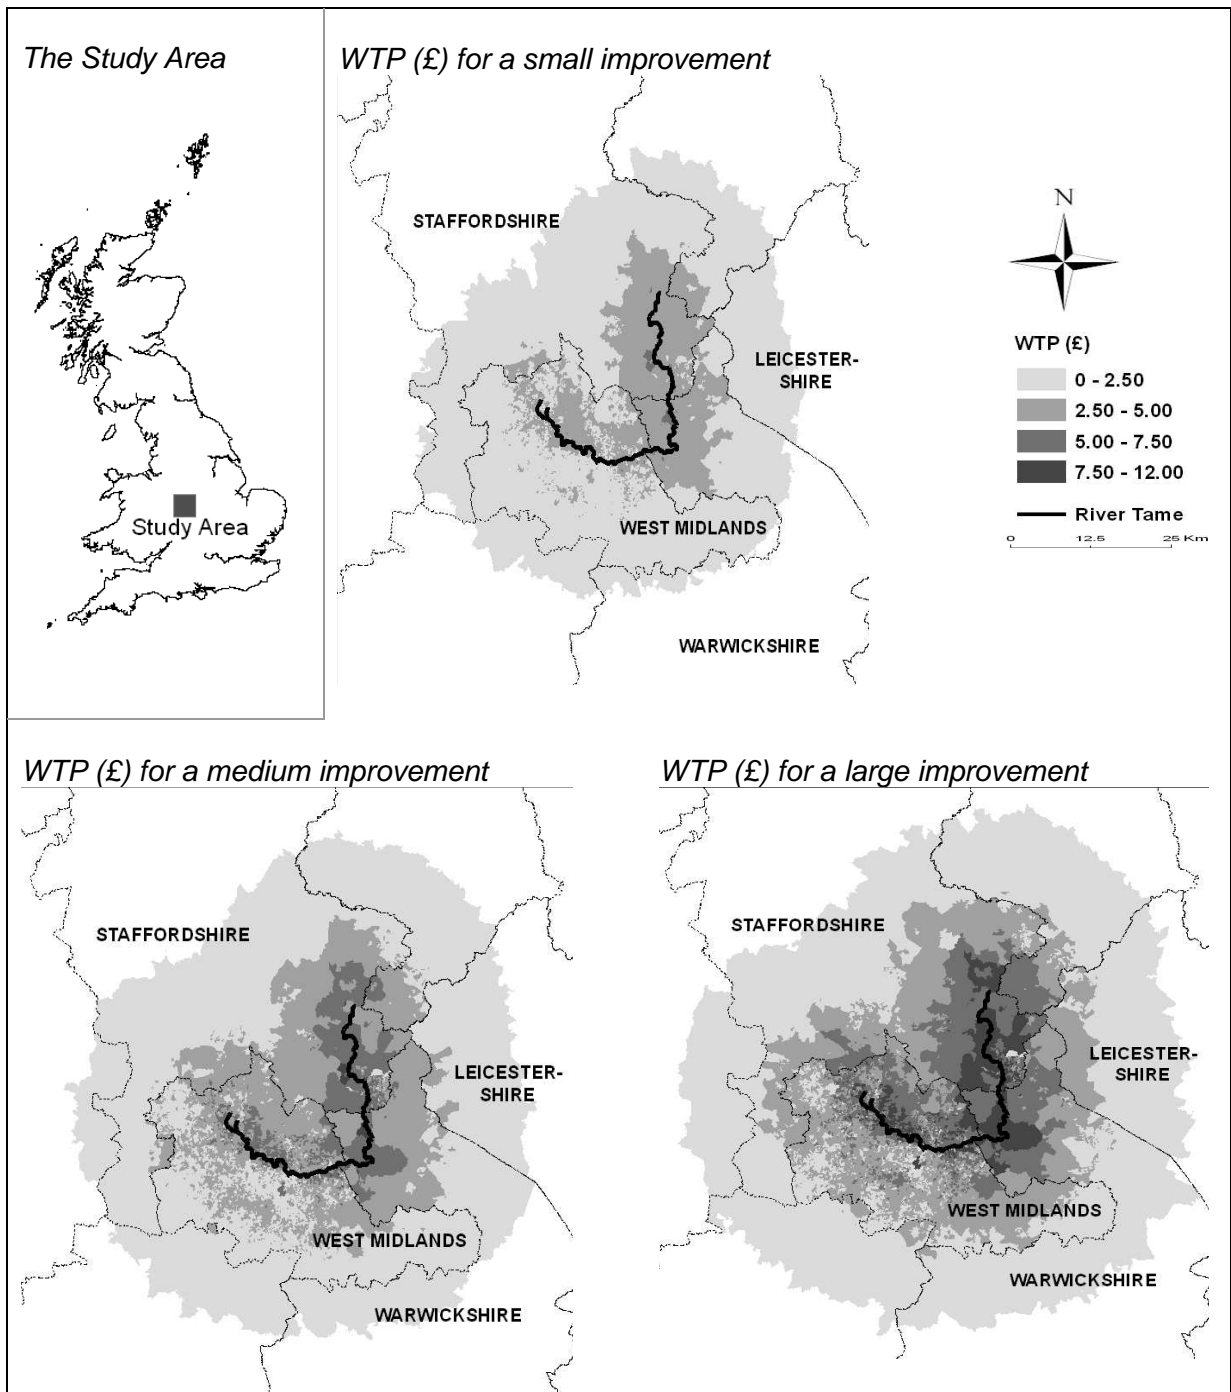 The Study Area
Study Area
WTP (£) for a small improvement
STAFFORDSHIRE
LEICESTER-
SHIRE
WEST MIDLANDS
WARWICKSHIRE
N
WTP (£)
0 - 2.50
2.50 - 5.00
5.00 - 7.50
7.50 - 12.00
River Tame
0 12.5 25 Km
WTP (£) for a medium improvement
STAFFORDSHIRE
LEICESTER-
SHIRE
WEST MIDLANDS
WARWICKSHIRE
WTP (£) for a large improvement
STAFFORDSHIRE
LEICESTER-
SHIRE
WEST MIDLANDS
WARWICKSHIRE